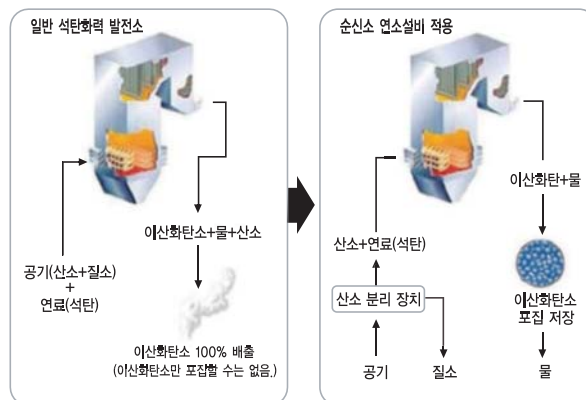 일반 석탄화력 발전소
이산화탄소+물+산소
공기(산소+질소)
+
연료(석탄)
이산화탄소 100% 배출
(이산화탄소만 포잡할 수는 없음.)
순신소 연소설비 적용
이산화탄+물
산소+연료(석탄)
산소 분리 장치
이산화탄소
포집 저장
공기
질소
물